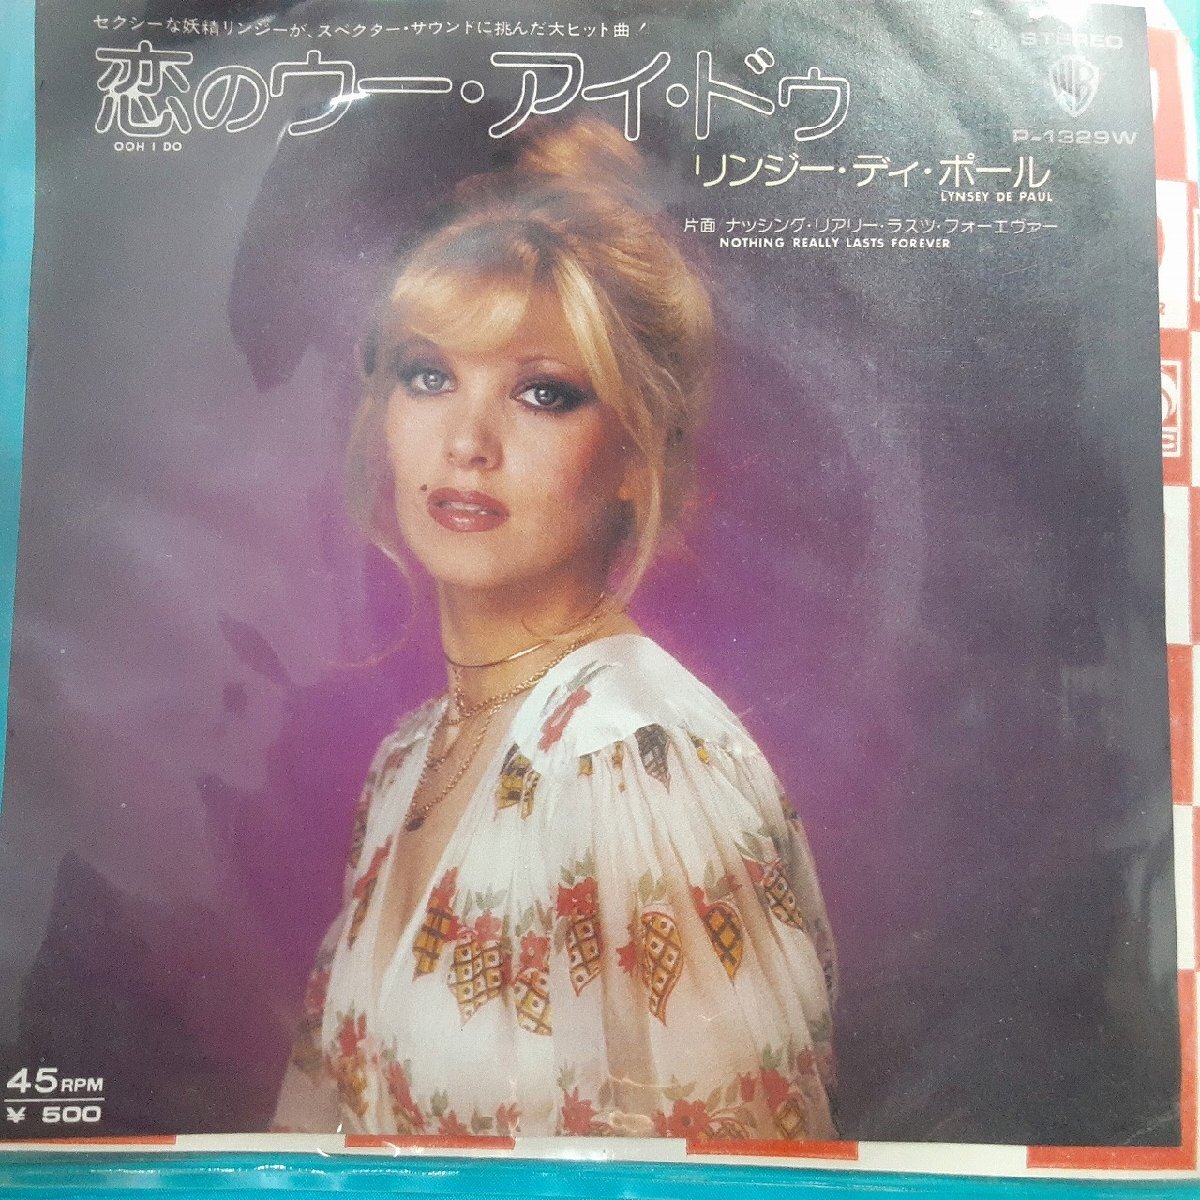 セクシーな妖精リンジーが、スペクター・サウンドに挑んだ大ヒット曲!
恋のウー・アイ・ドゥ
OOH I DO
STEREO
P-1329W
リンジー・ディ・ポール
LYNSEY DE PAUL
片面 ナッシング・リアリー・ラスツ・フォーエヴァー
NOTHING REALLY LASTS FOREVER
45RPM
¥ 500